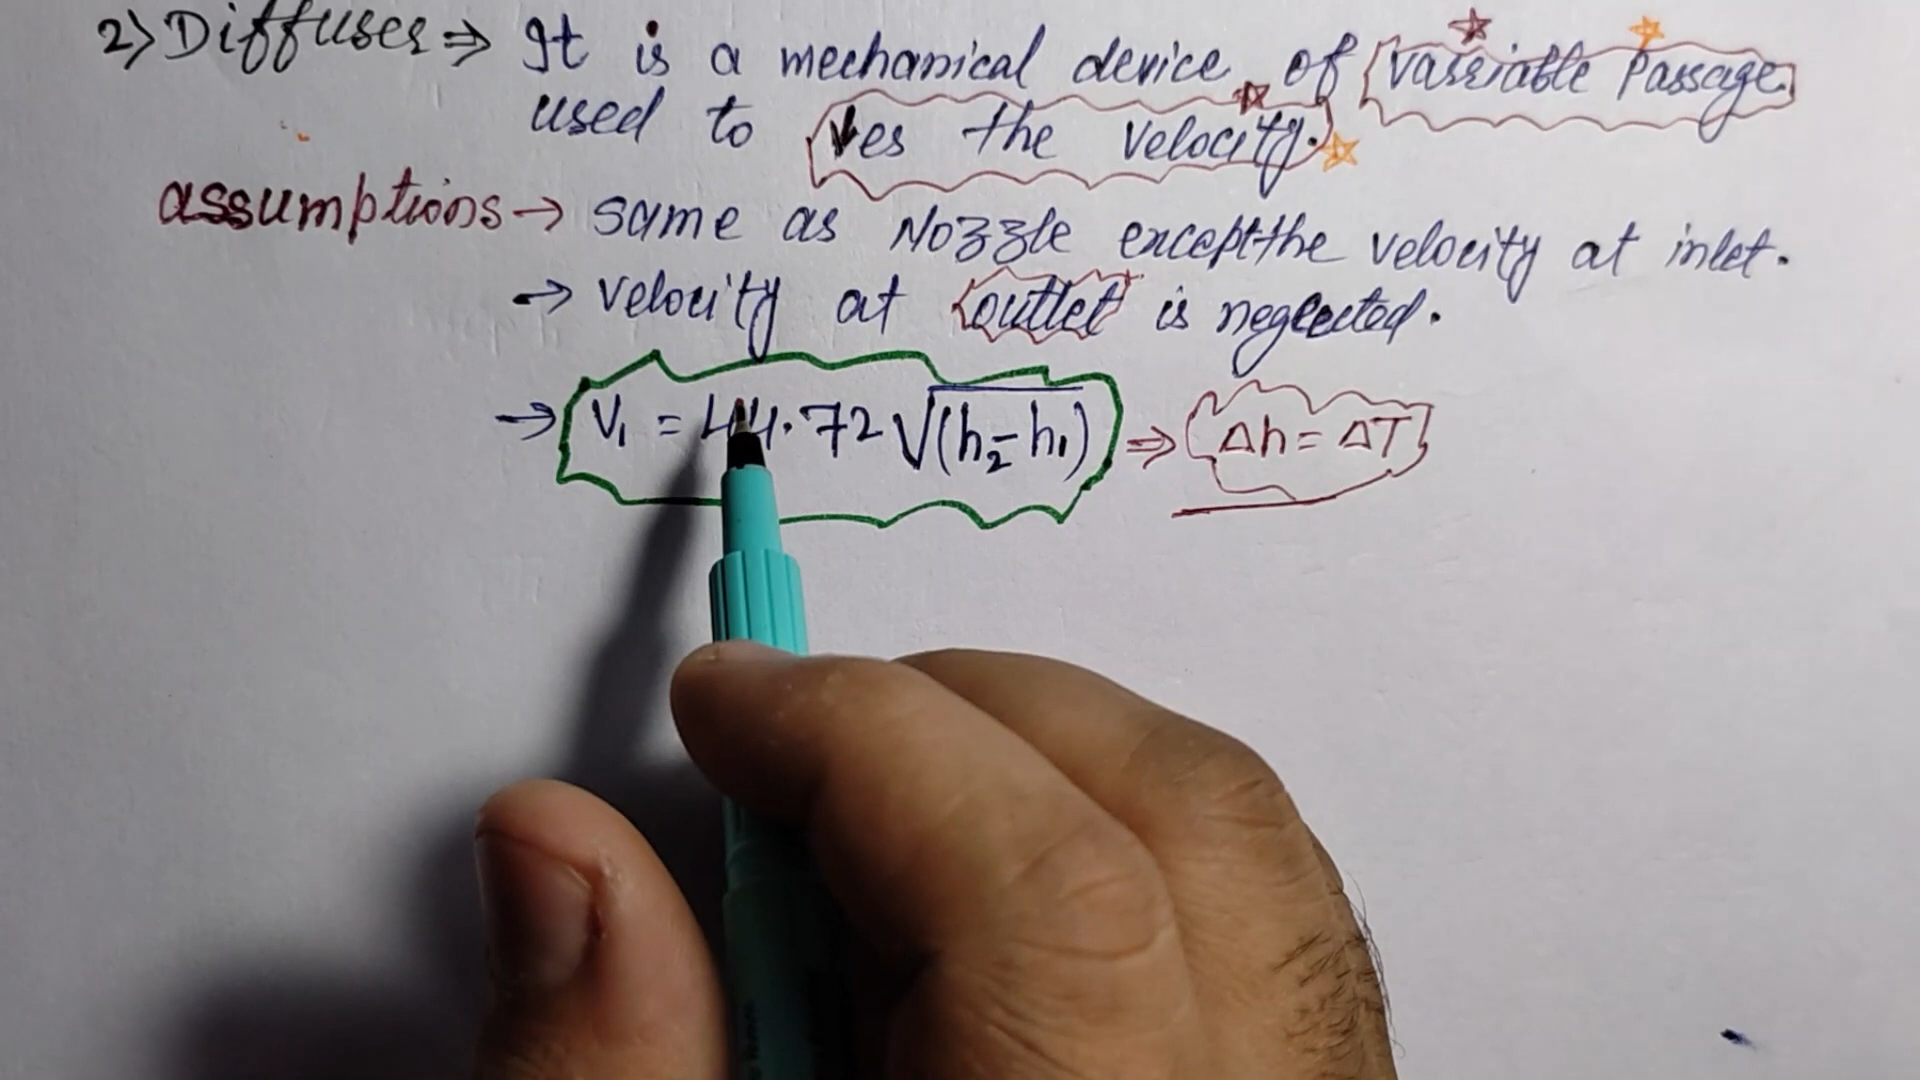 2) Diffuser ⇒ It is a mechanical device of Variable Passage.
used to ↓es the Velocity.
assumptions → same as Nozzle except the velocity at inlet.
→ velocity at outlet is neglected.
→ V₁ = 44.72 √(h₂-h₁) ⇒ Δh = ΔT